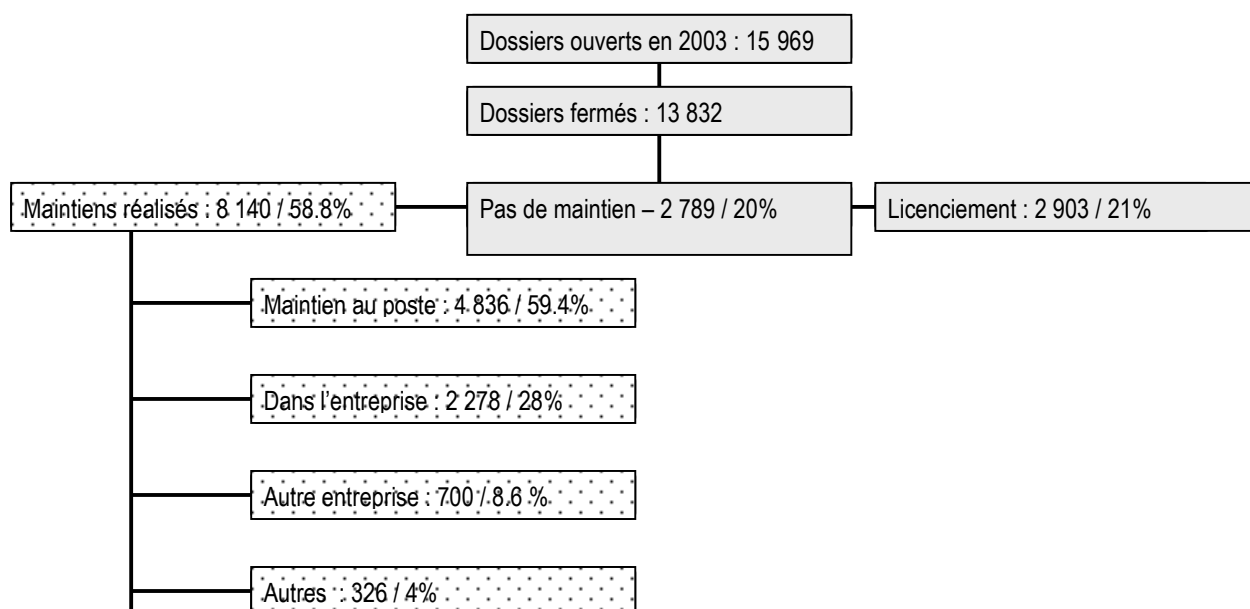 Dossiers ouverts en 2003 : 15 969
Dossiers fermés : 13 832
Maintiens réalisés : 8 140 / 58.8%
Pas de maintien – 2 789 / 20%
Licenciement : 2 903 / 21%
Maintien au poste : 4 836 / 59.4%
Dans l’entreprise : 2 278 / 28%
Autre entreprise : 700 / 8.6 %
Autres : 326 / 4%